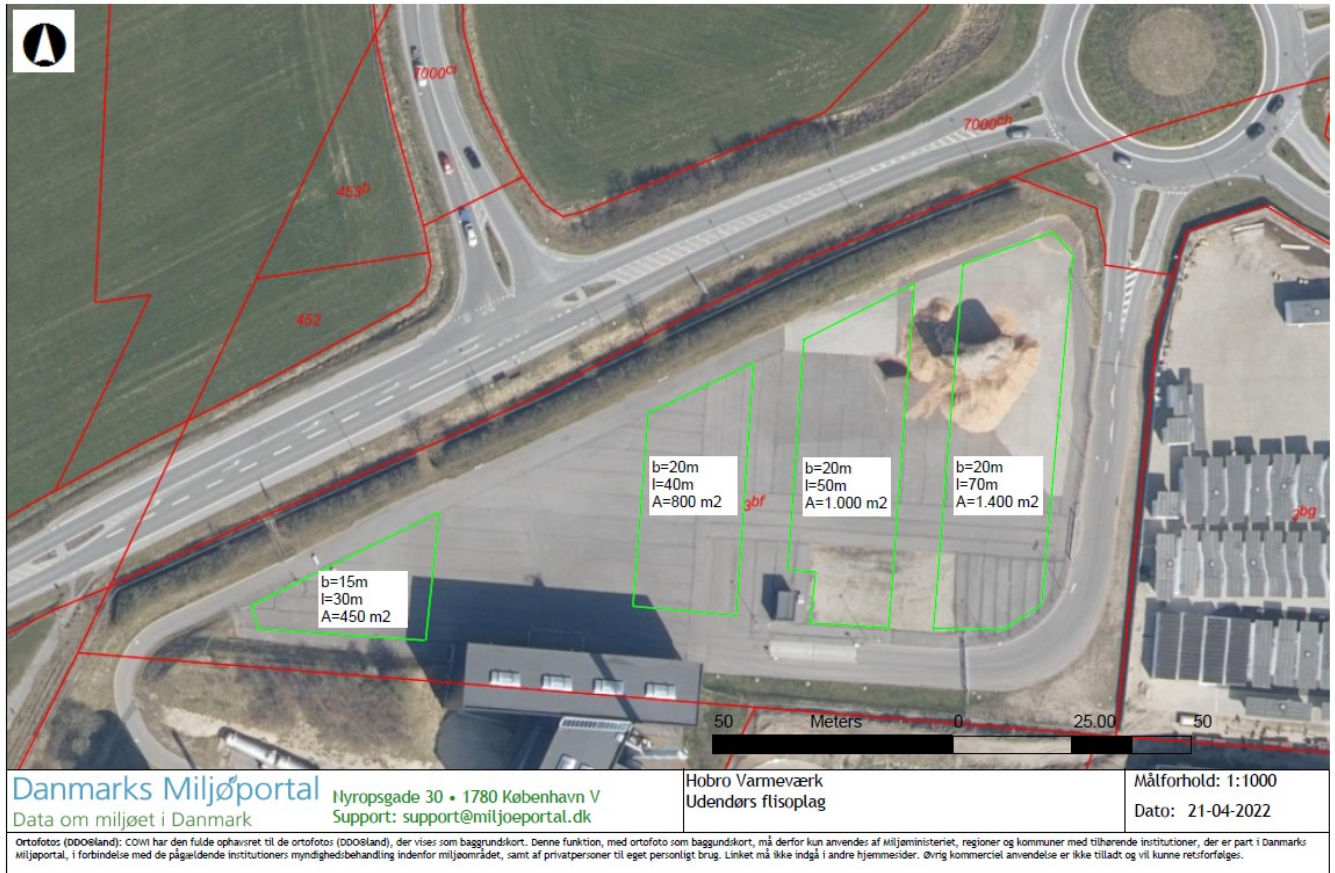 7000ci
7000ch
453b
452
b=20m
l=40m
A=800 m2
b=20m
l=50m
A=1.000 m2
b=20m
l=70m
A=1.400 m2
3bf
3bg
b=15m
l=30m
A=450 m2
50 Meters 0 25.00 50
Danmarks Miljøportal
Data om miljøet i Danmark
Nyropsgade 30 • 1780 København V
Support: support@miljoeportal.dk
Hobro Varmeværk
Udendørs flisoplag
Målforhold: 1:1000
Dato: 21-04-2022
Ortofotos (DDO®land): COWI har den fulde ophavsret til de ortofotos (DDO®land), der vises som baggrundskort. Denne funktion, med ortofoto som baggundskort, må derfor kun anvendes af Miljøministeriet, regioner og kommuner med tilhørende institutioner, der er part i Danmarks
Miljøportal, i forbindelse med de pågældende institutioners myndighedsbehandling indenfor miljøområdet, samt af privatpersoner til eget personligt brug. Linket må ikke indgå i andre hjemmesider. Øvrig kommerciel anvendelse er ikke tilladt og vil kunne retsforfølges.